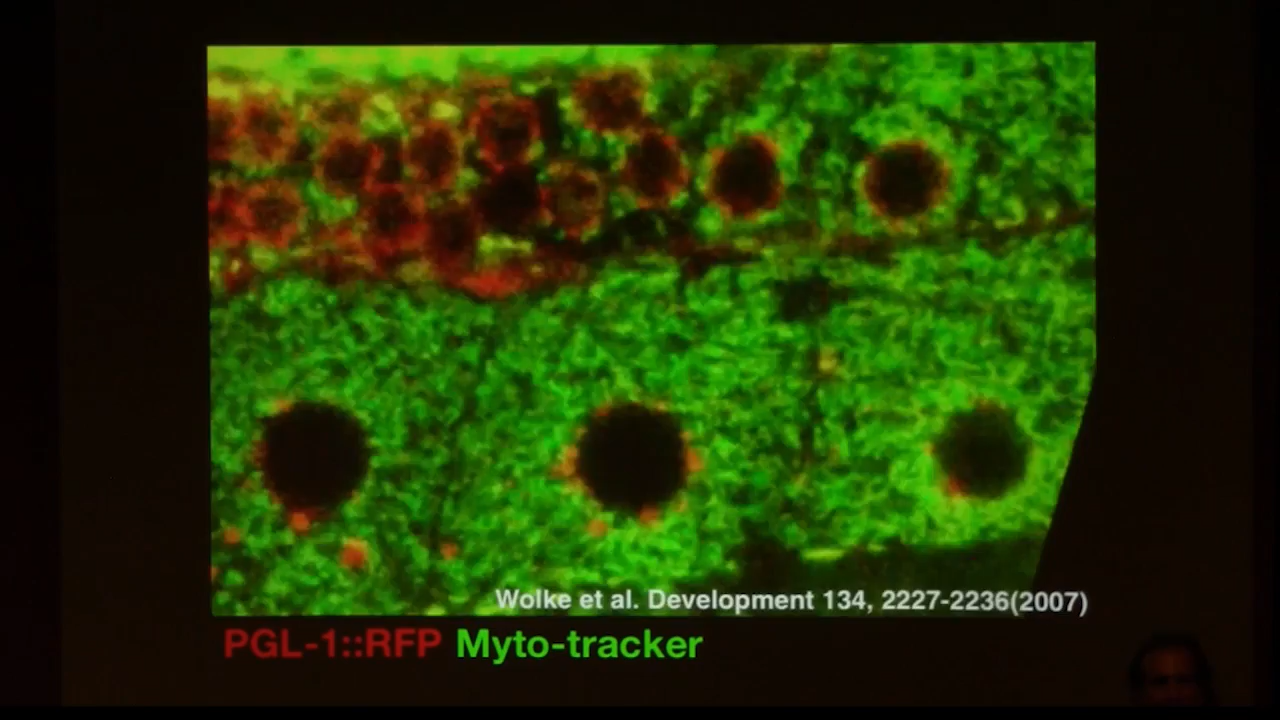 Wolke et al. Development 134, 2227-2236(2007)
PGL-1::RFP Myto-tracker